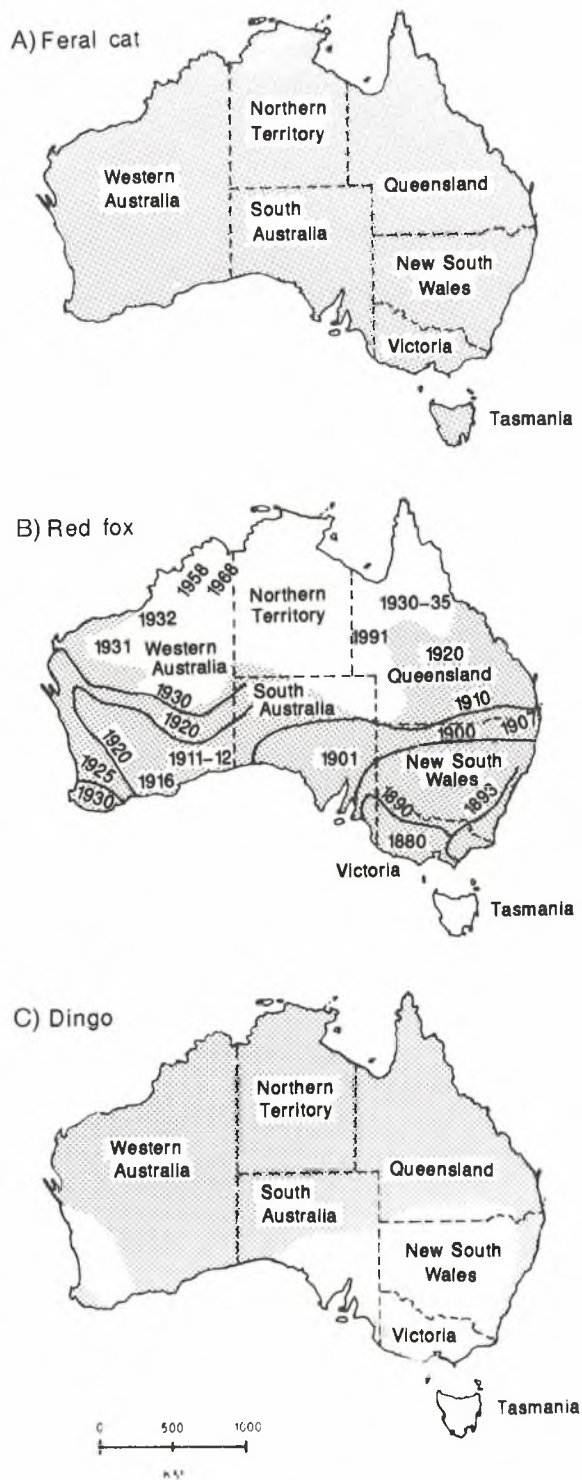 A) Feral cat
Northern
Territory
Western
Australia
Queensland
South
Australia
New South
Wales
Victoria
Tasmania
B) Red fox
1958
1968
Northern
Territory
1930–35
1932
1991
1931
Western
Australia
1920
Queensland
1930
South
Australia
1910
1920
1900
1907
1920
1911–12
1901
New South
Wales
1925
1916
1890
1893
1930
1880
Victoria
Tasmania
C) Dingo
Northern
Territory
Western
Australia
Queensland
South
Australia
New South
Wales
Victoria
Tasmania
0 500 1000